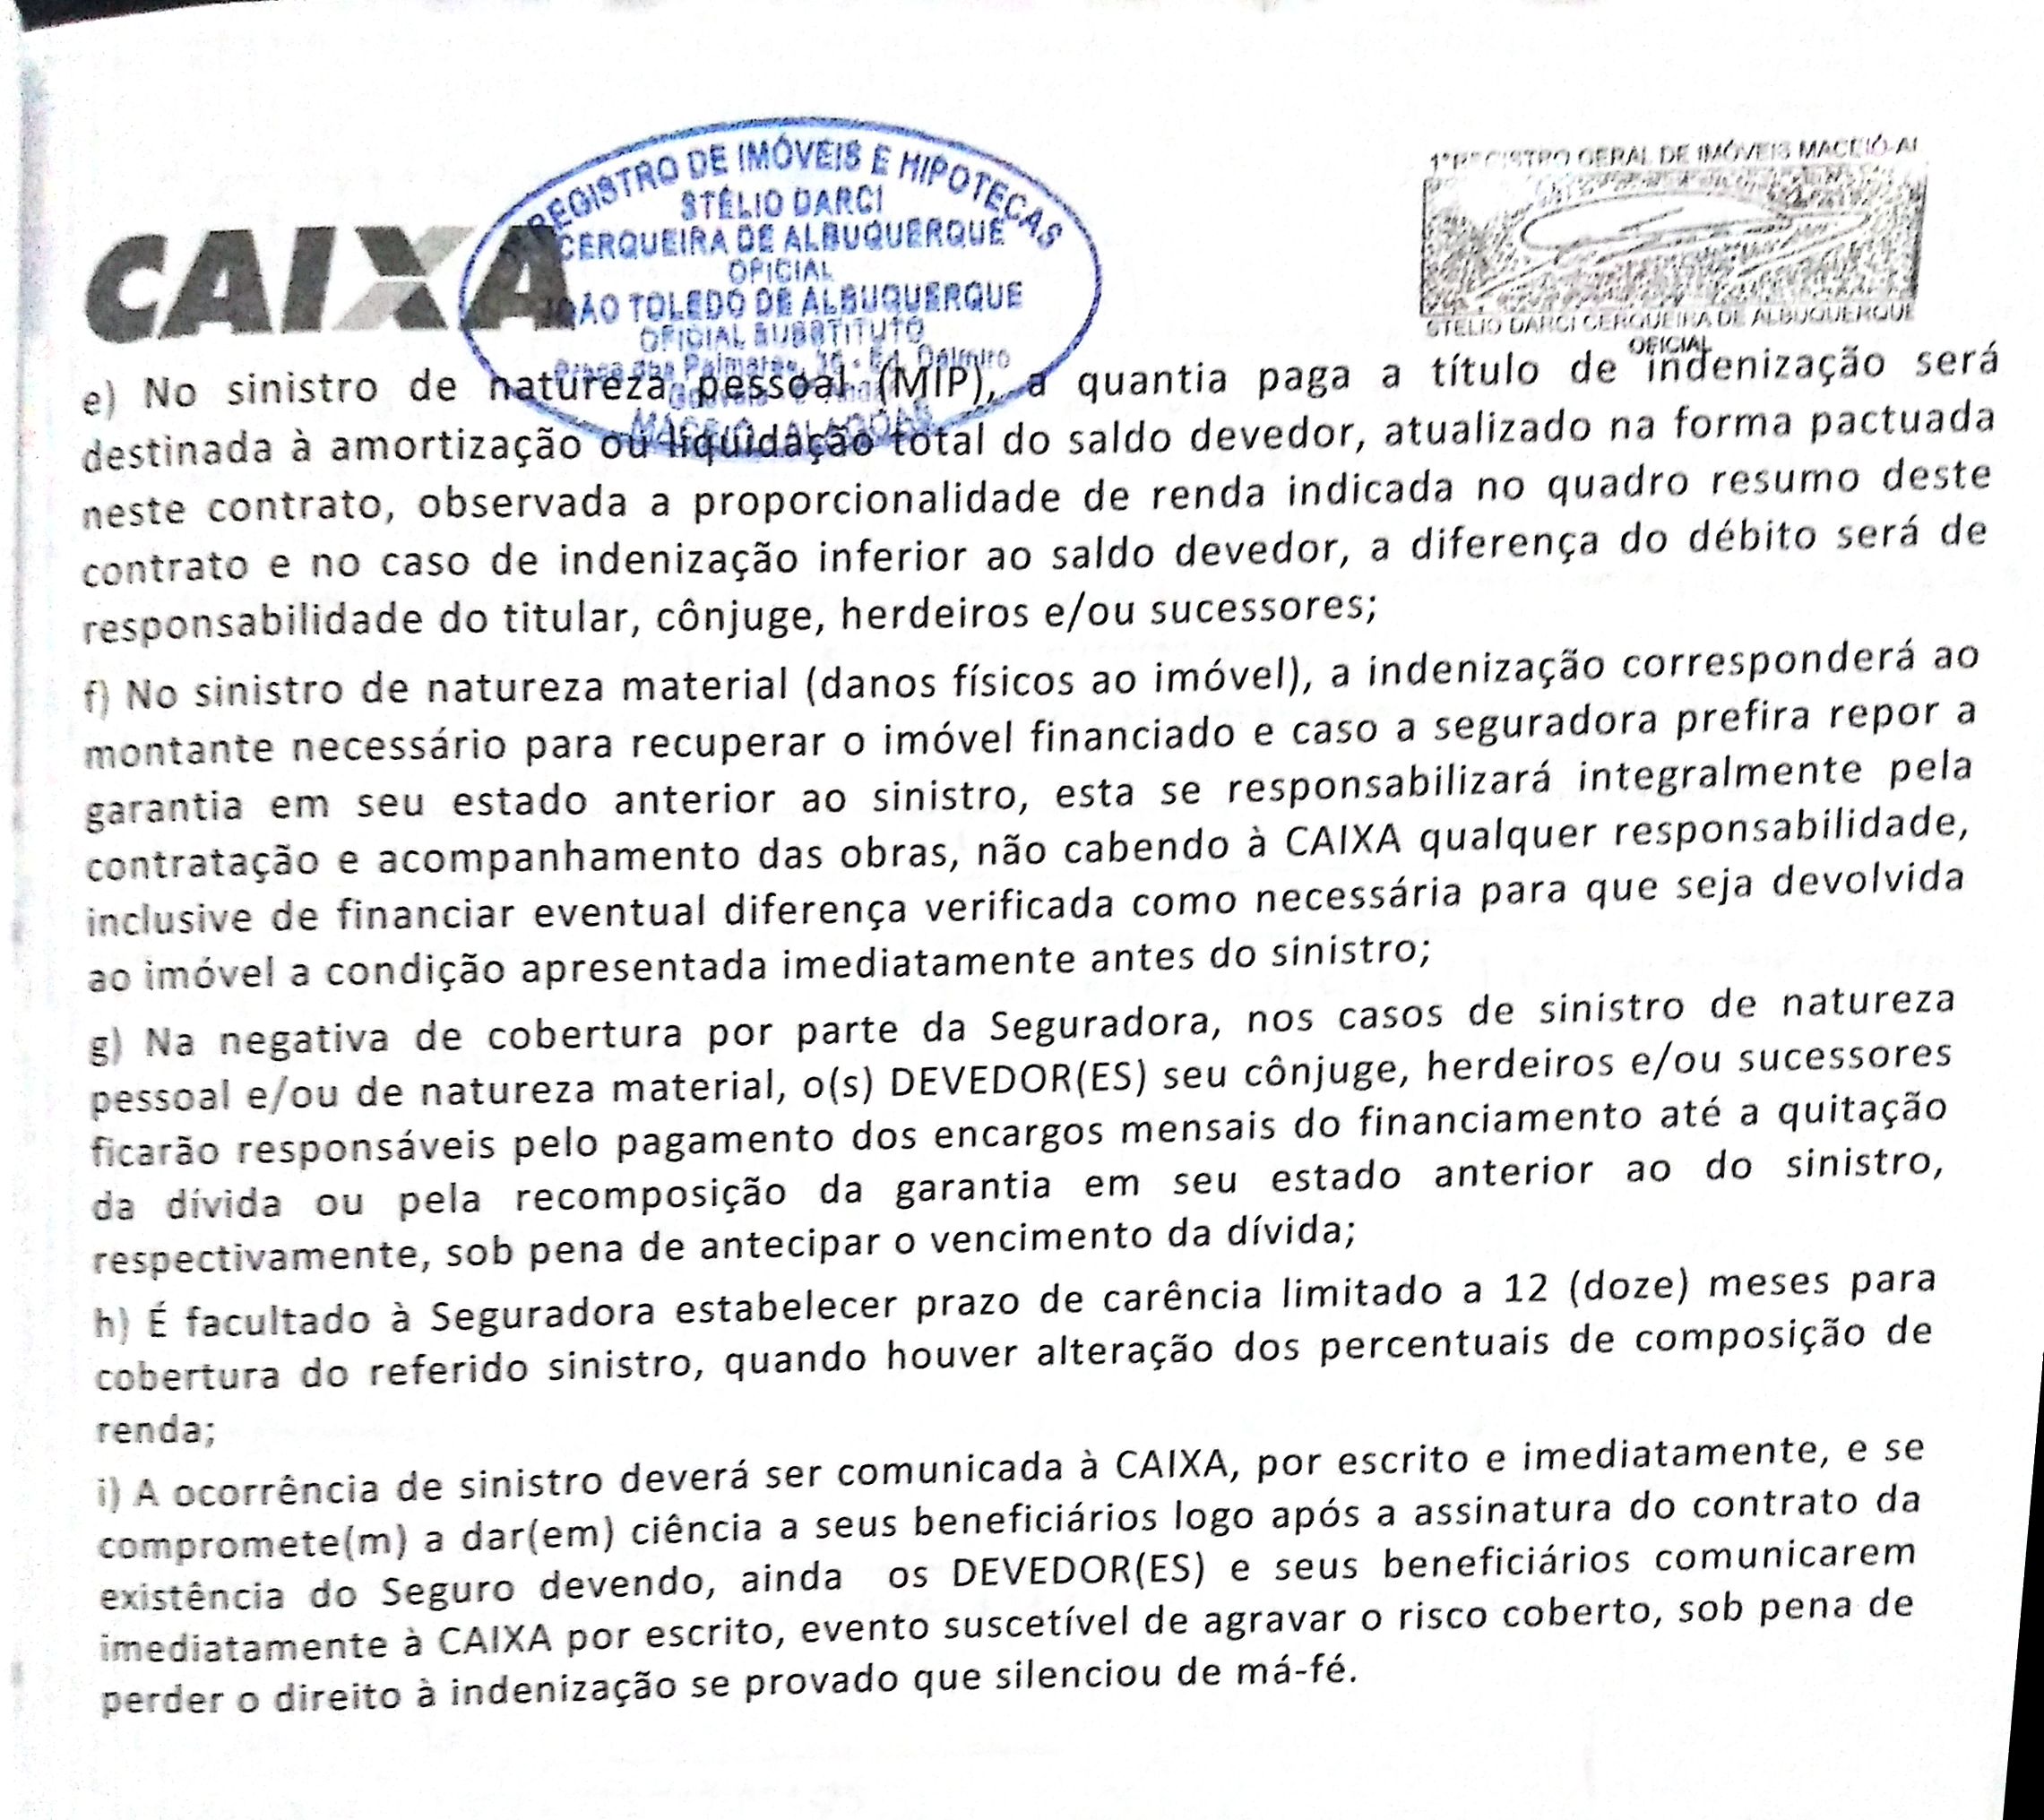 CAIXA
REGISTRO DE IMÓVEIS E HIPOTECAS
STÉLIO DARCI
CERQUEIRA DE ALBUQUERQUE
OFICIAL
JOÃO TOLEDO DE ALBUQUERQUE
OFICIAL SUBSTITUTO
MACEIÓ ALAGOAS
1º REGISTRO GERAL DE IMÓVEIS MACEIÓ-AL
STELIO DARCI CERQUEIRA DE ALBUQUERQUE
OFICIAL
e) No sinistro de natureza pessoal (MIP), a quantia paga a título de indenização será
destinada à amortização ou liquidação total do saldo devedor, atualizado na forma pactuada
neste contrato, observada a proporcionalidade de renda indicada no quadro resumo deste
contrato e no caso de indenização inferior ao saldo devedor, a diferença do débito será de
responsabilidade do titular, cônjuge, herdeiros e/ou sucessores;
f) No sinistro de natureza material (danos físicos ao imóvel), a indenização corresponderá ao
montante necessário para recuperar o imóvel financiado e caso a seguradora prefira repor a
garantia em seu estado anterior ao sinistro, esta se responsabilizará integralmente pela
contratação e acompanhamento das obras, não cabendo à CAIXA qualquer responsabilidade,
inclusive de financiar eventual diferença verificada como necessária para que seja devolvida
ao imóvel a condição apresentada imediatamente antes do sinistro;
g) Na negativa de cobertura por parte da Seguradora, nos casos de sinistro de natureza
pessoal e/ou de natureza material, o(s) DEVEDOR(ES) seu cônjuge, herdeiros e/ou sucessores
ficarão responsáveis pelo pagamento dos encargos mensais do financiamento até a quitação
da dívida ou pela recomposição da garantia em seu estado anterior ao do sinistro,
respectivamente, sob pena de antecipar o vencimento da dívida;
h) É facultado à Seguradora estabelecer prazo de carência limitado a 12 (doze) meses para
cobertura do referido sinistro, quando houver alteração dos percentuais de composição de
renda;
i) A ocorrência de sinistro deverá ser comunicada à CAIXA, por escrito e imediatamente, e se
compromete(m) a dar(em) ciência a seus beneficiários logo após a assinatura do contrato da
existência do Seguro devendo, ainda os DEVEDOR(ES) e seus beneficiários comunicarem
imediatamente à CAIXA por escrito, evento suscetível de agravar o risco coberto, sob pena de
perder o direito à indenização se provado que silenciou de má-fé.